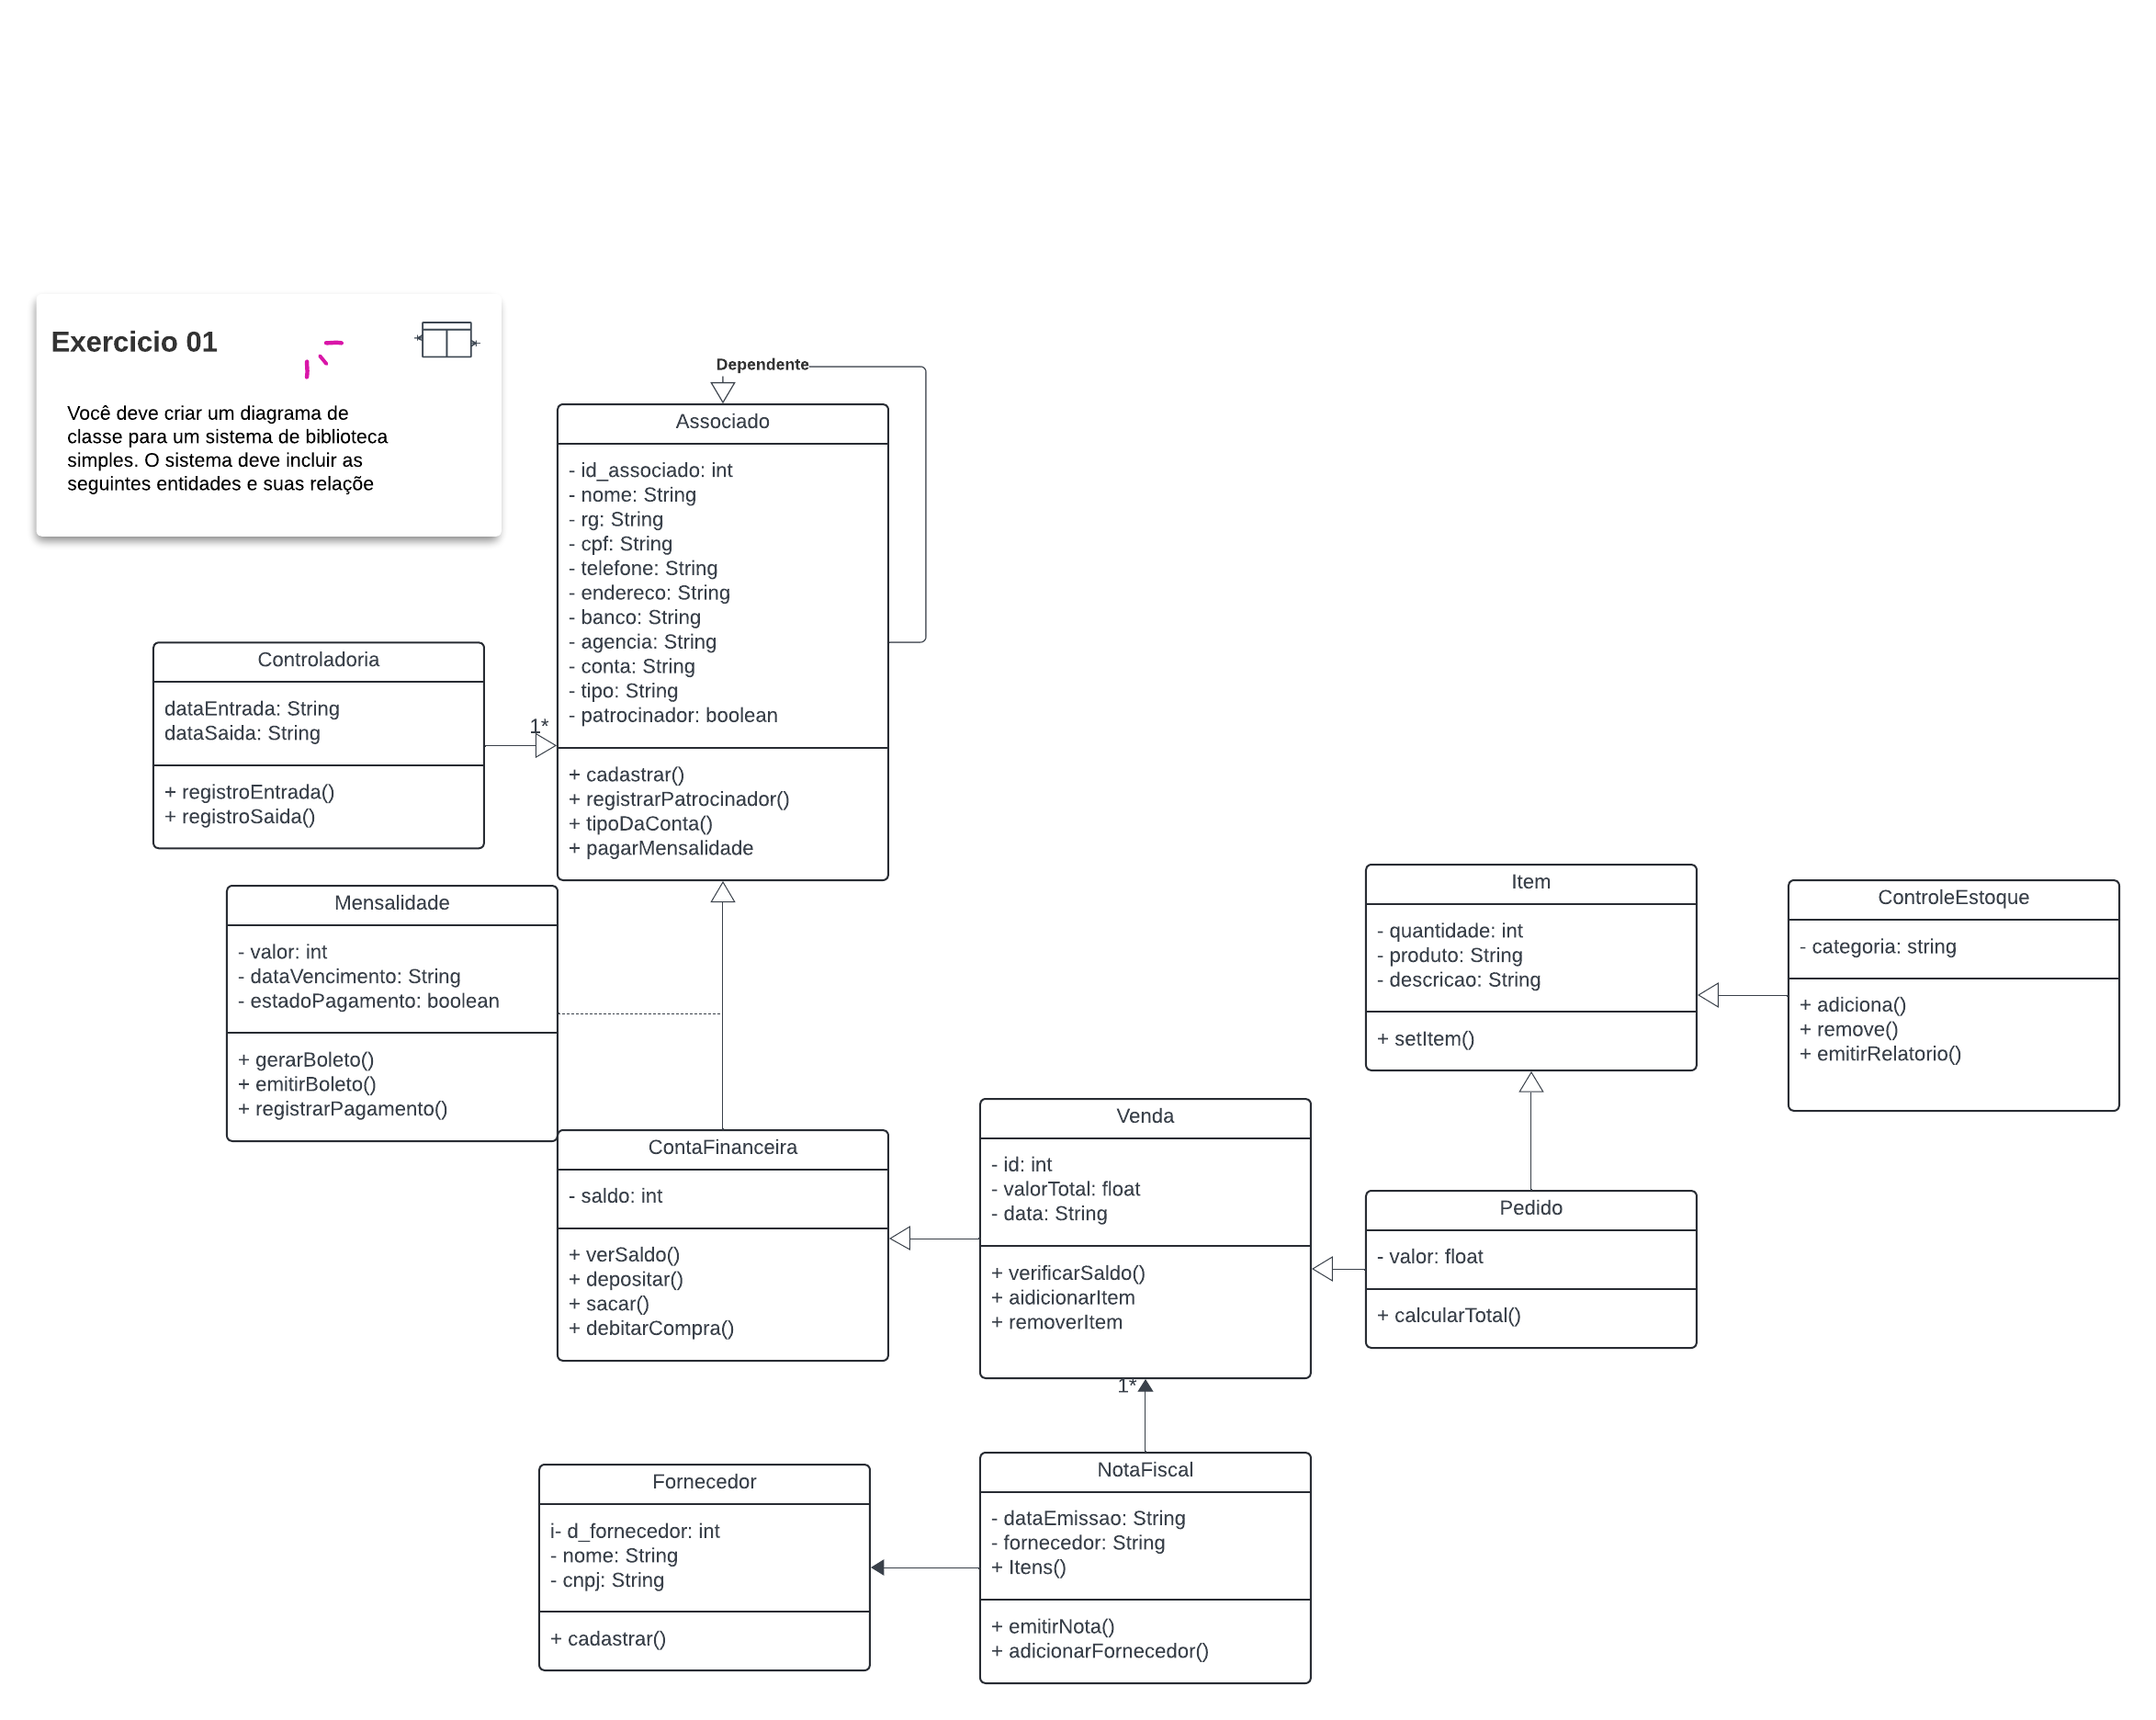 Exercicio 01
Você deve criar um diagrama de
classe para um sistema de biblioteca
simples. O sistema deve incluir as
seguintes entidades e suas relaçõe
Dependente
Associado
- id_associado: int
- nome: String
- rg: String
- cpf: String
- telefone: String
- endereco: String
- banco: String
- agencia: String
- conta: String
- tipo: String
- patrocinador: boolean
+ cadastrar()
+ registrarPatrocinador()
+ tipoDaConta()
+ pagarMensalidade
Controladoria
dataEntrada: String
dataSaida: String
+ registroEntrada()
+ registroSaida()
1*
Mensalidade
- valor: int
- dataVencimento: String
- estadoPagamento: boolean
+ gerarBoleto()
+ emitirBoleto()
+ registrarPagamento()
Item
- quantidade: int
- produto: String
- descricao: String
+ setItem()
ControleEstoque
- categoria: string
+ adiciona()
+ remove()
+ emitirRelatorio()
ContaFinanceira
- saldo: int
+ verSaldo()
+ depositar()
+ sacar()
+ debitarCompra()
Venda
- id: int
- valorTotal: float
- data: String
+ verificarSaldo()
+ aidicionarItem
+ removerItem
Pedido
- valor: float
+ calcularTotal()
1*
Fornecedor
i- d_fornecedor: int
- nome: String
- cnpj: String
+ cadastrar()
NotaFiscal
- dataEmissao: String
- fornecedor: String
+ Itens()
+ emitirNota()
+ adicionarFornecedor()